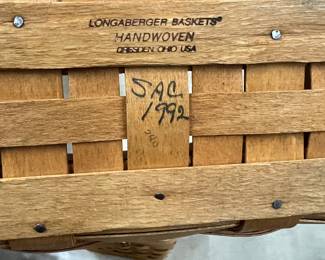 LONGABERGER BASKETS®
HANDWOVEN
DRESDEN, OHIO USA
SAC
1992